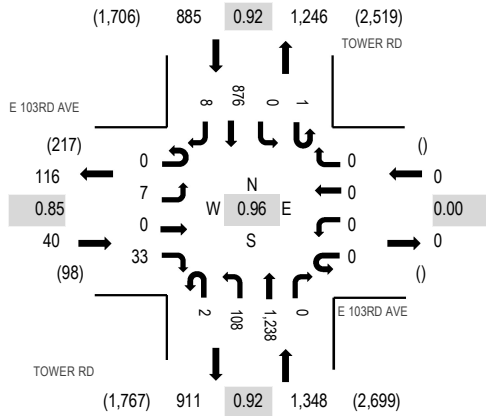 (1,706) 885 0.92 1,246 (2,519)
TOWER RD
8 876 0 1
E 103RD AVE
(217) 0 0 ()
116 7 N 0 0
0.85 0 W 0.96 E 0 0.00
40 33 S 0 0
(98) ()
2 108 1,238 0
E 103RD AVE
TOWER RD
(1,767) 911 0.92 1,348 (2,699)